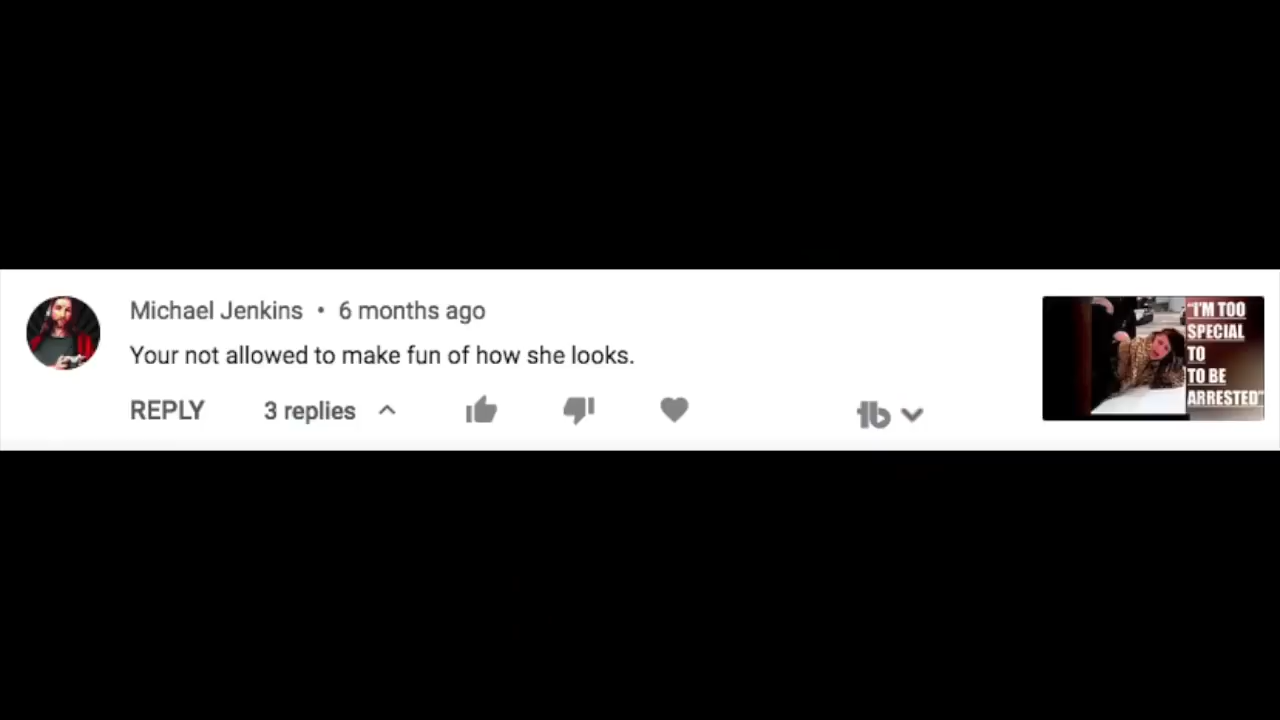 Michael Jenkins • 6 months ago
Your not allowed to make fun of how she looks.
REPLY 3 replies
tb
"I'M TOO
SPECIAL
TO
TO BE
ARRESTED"